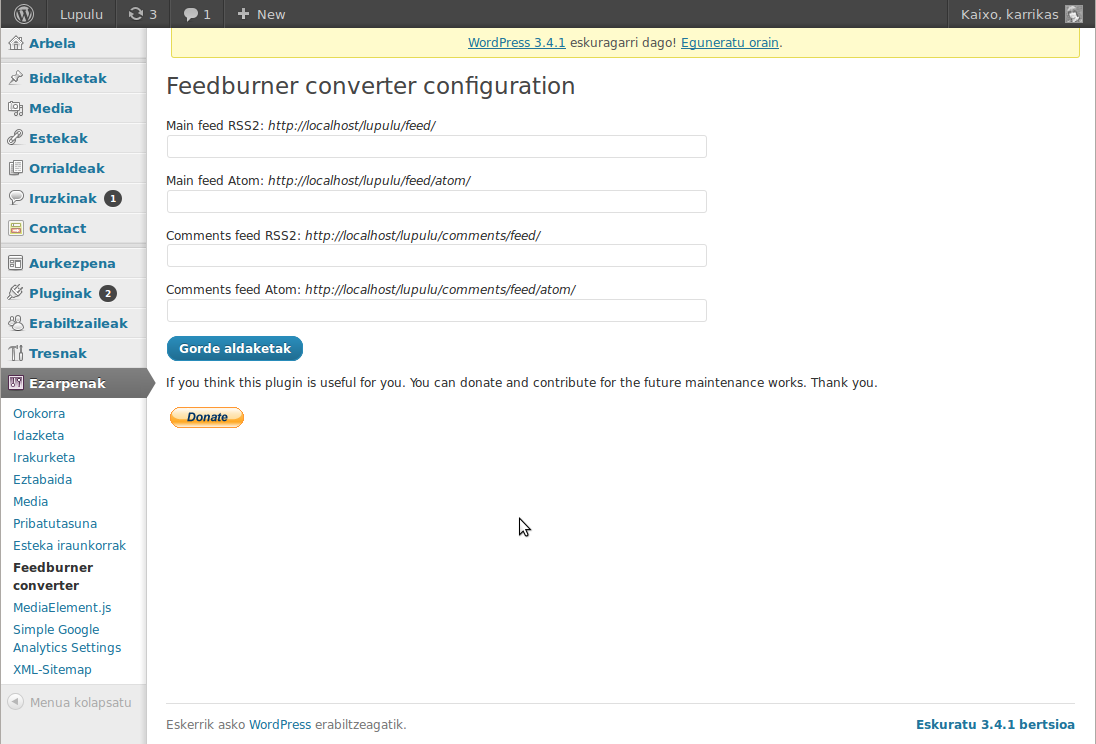 Lupulu 3 1 + New Kaixo, karrikas
WordPress 3.4.1 eskuragarri dago! Eguneratu orain.
Arbela
Bidalketak
Media
Estekak
Orrialdeak
Iruzkinak 1
Contact
Aurkezpena
Pluginak 2
Erabiltzaileak
Tresnak
Ezarpenak
Orokorra
Idazketa
Irakurketa
Eztabaida
Media
Pribatutasuna
Esteka iraunkorrak
Feedburner
converter
MediaElement.js
Simple Google
Analytics Settings
XML-Sitemap
Menua kolapsatu
Feedburner converter configuration
Main feed RSS2: http://localhost/lupulu/feed/
Main feed Atom: http://localhost/lupulu/feed/atom/
Comments feed RSS2: http://localhost/lupulu/comments/feed/
Comments feed Atom: http://localhost/lupulu/comments/feed/atom/
Gorde aldaketak
If you think this plugin is useful for you. You can donate and contribute for the future maintenance works. Thank you.
Donate
Eskerrik asko WordPress erabiltzeagatik.
Eskuratu 3.4.1 bertsioa